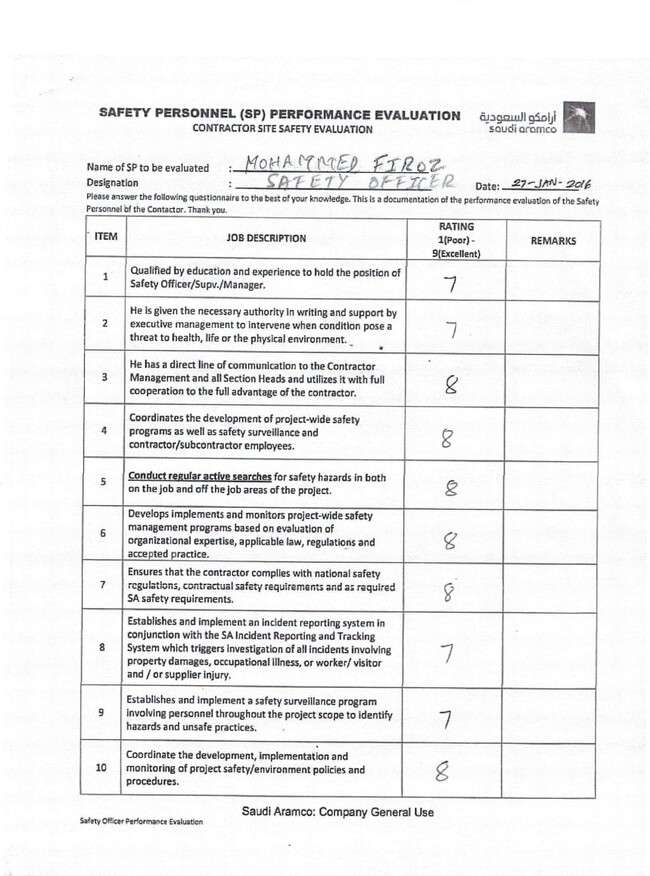 SAFETY PERSONNEL (SP) PERFORMANCE EVALUATION
CONTRACTOR SITE SAFETY EVALUATION
أرامكو السعودية
saudi aramco
Name of SP to be evaluated : MOHAMMED FIROZ
Designation : SAFETY OFFICER Date: 27-JAN-2016
Please answer the following questionnaire to the best of your knowledge. This is a documentation of the performance evaluation of the Safety
Personnel of the Contactor. Thank you.
ITEM JOB DESCRIPTION RATING 1(Poor) - 9(Excellent) REMARKS
1 Qualified by education and experience to hold the position of
Safety Officer/Supv./Manager. 7
2 He is given the necessary authority in writing and support by
executive management to intervene when condition pose a
threat to health, life or the physical environment. 7
3 He has a direct line of communication to the Contractor
Management and all Section Heads and utilizes it with full
cooperation to the full advantage of the contractor. 8
4 Coordinates the development of project-wide safety
programs as well as safety surveillance and
contractor/subcontractor employees. 8
5 Conduct regular active searches for safety hazards in both
on the job and off the job areas of the project. 8
6 Develops implements and monitors project-wide safety
management programs based on evaluation of
organizational expertise, applicable law, regulations and
accepted practice. 8
7 Ensures that the contractor complies with national safety
regulations, contractual safety requirements and as required
SA safety requirements. 8
8 Establishes and implement an incident reporting system in
conjunction with the SA Incident Reporting and Tracking
System which triggers investigation of all incidents involving
property damages, occupational illness, or worker/ visitor
and / or supplier injury. 7
9 Establishes and implement a safety surveillance program
involving personnel throughout the project scope to identify
hazards and unsafe practices. 7
10 Coordinate the development, implementation and
monitoring of project safety/environment policies and
procedures. 8
Saudi Aramco: Company General Use
Safety Officer Performance Evaluation